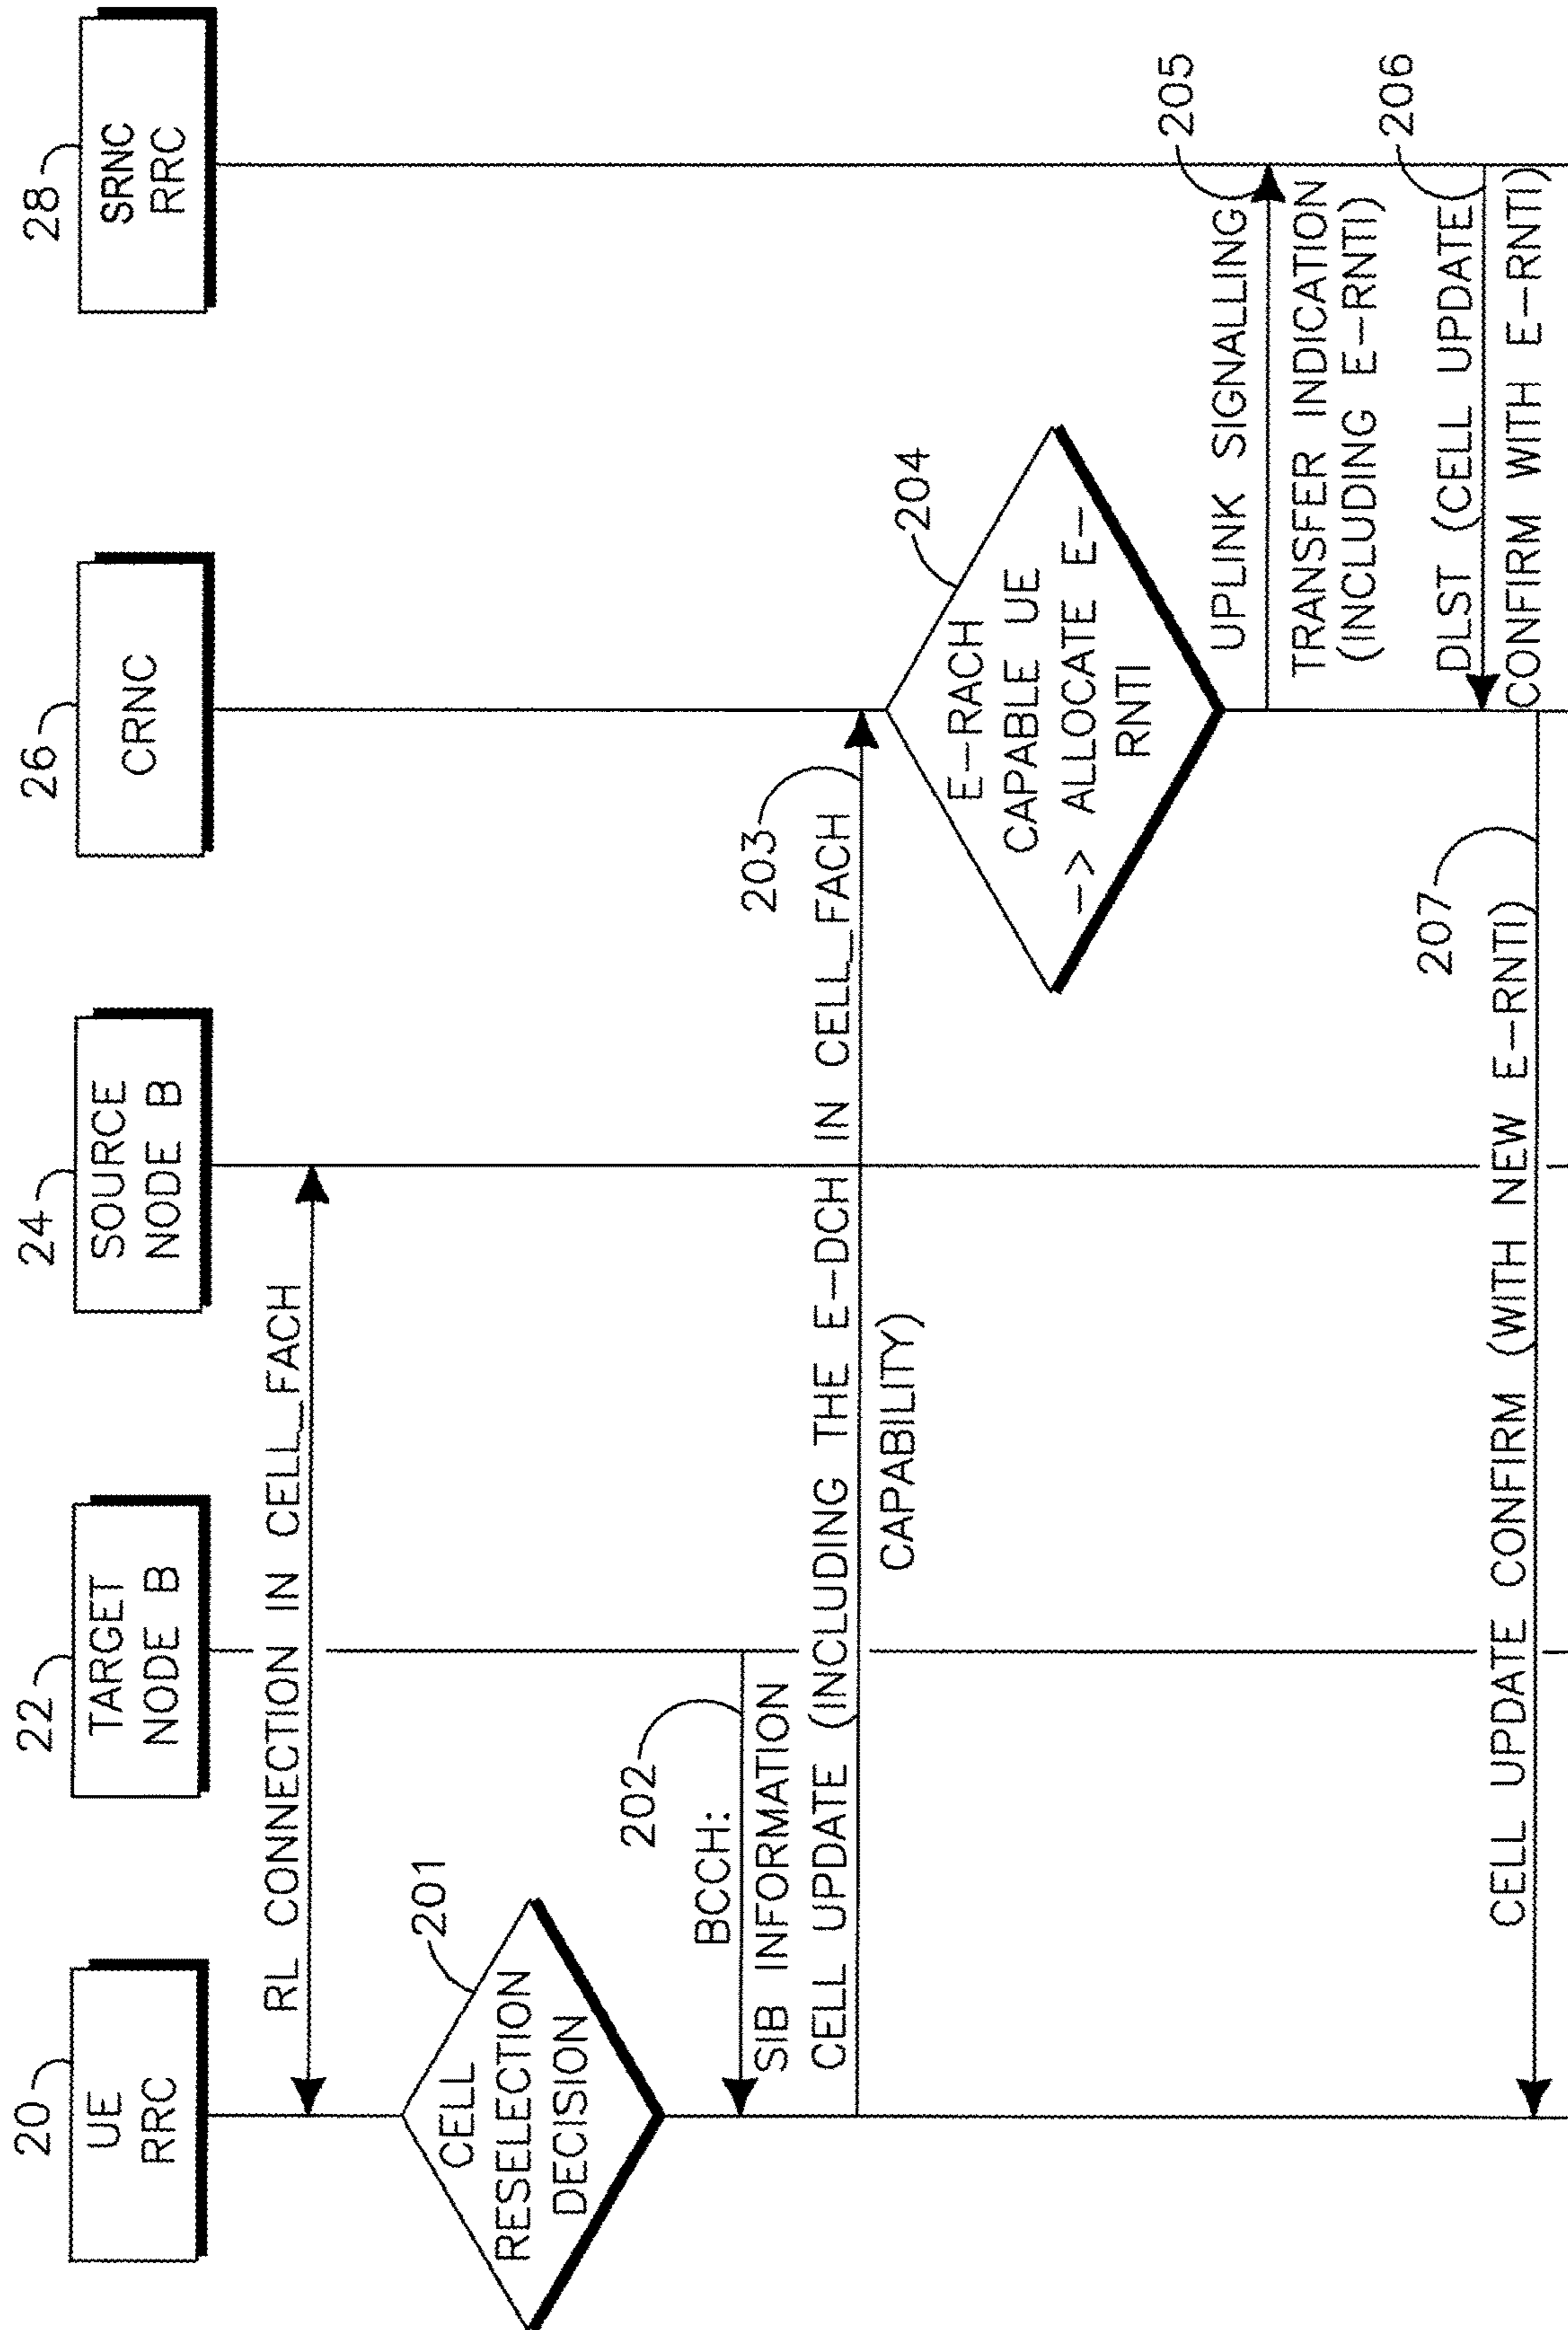 20
UE
RRC
22
TARGET
NODE B
24
SOURCE
NODE B
26
CRNC
28
SRNC
RRC
RL CONNECTION IN CELL_FACH
201
CELL
RESELECTION
DECISION
202
BCCH:
SIB INFORMATION
203
CELL UPDATE (INCLUDING THE E-DCH IN CELL_FACH
CAPABILITY)
204
E-RACH
CAPABLE UE
-> ALLOCATE E-
RNTI
205
UPLINK SIGNALLING
TRANSFER INDICATION
(INCLUDING E-RNTI)
206
DLST (CELL UPDATE
CONFIRM WITH E-RNTI)
207
CELL UPDATE CONFIRM (WITH NEW E-RNTI)